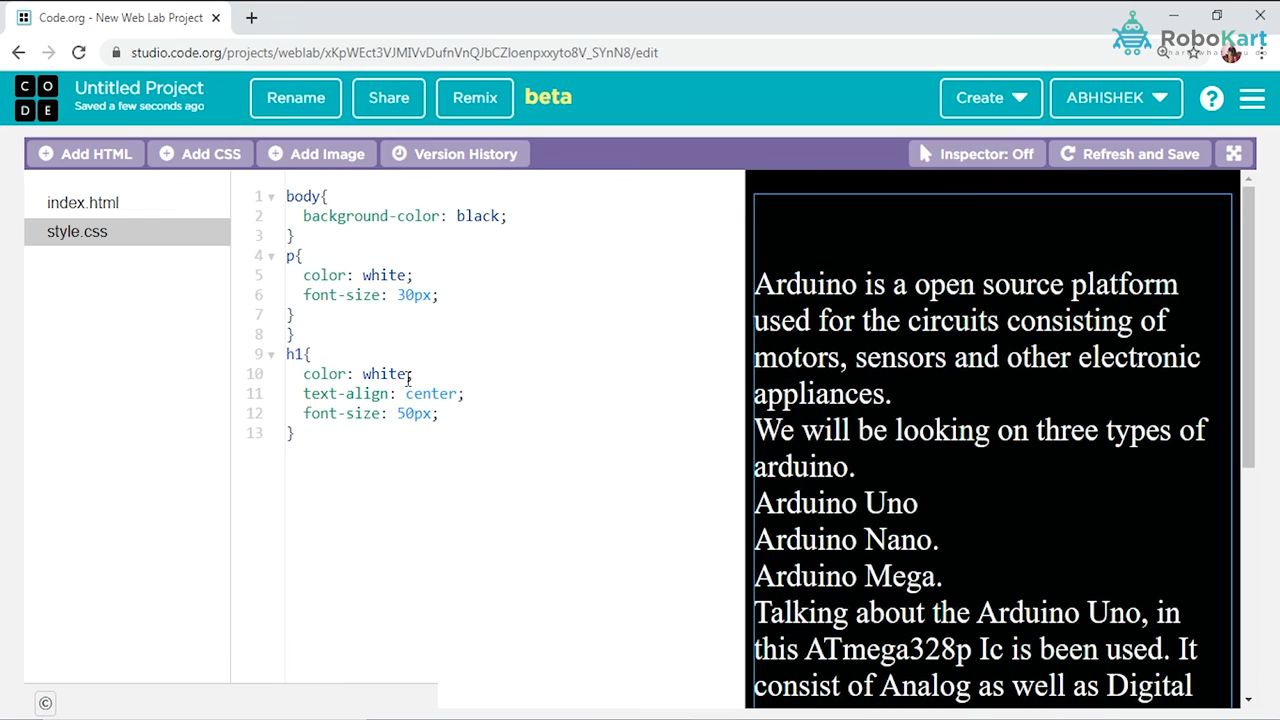 Code.org - New Web Lab Project
RoboKart
studio.code.org/projects/weblab/xKpWEct3VJMIVVtufnVnQJbCZIoenpoxyto8V_SYnN8/edit
CODE
Untitled Project
Saved a few seconds ago
Rename
Share
Remix
beta
Create
ABHISHEK
Add HTML
Add CSS
Add Image
Version History
Inspector: Off
Refresh and Save
index.html
style.css
1 body{
2 background-color: black;
3 }
4 p{
5 color: white;
6 font-size: 30px;
7 }
8 }
9 h1{
10 color: white;
11 text-align: center;
12 font-size: 50px;
13 }
Arduino is a open source platform
used for the circuits consisting of
motors, sensors and other electronic
appliances.
We will be looking on three types of
arduino.
Arduino Uno
Arduino Nano.
Arduino Mega.
Talking about the Arduino Uno, in
this ATmega328p Ic is been used. It
consist of Analog as well as Digital